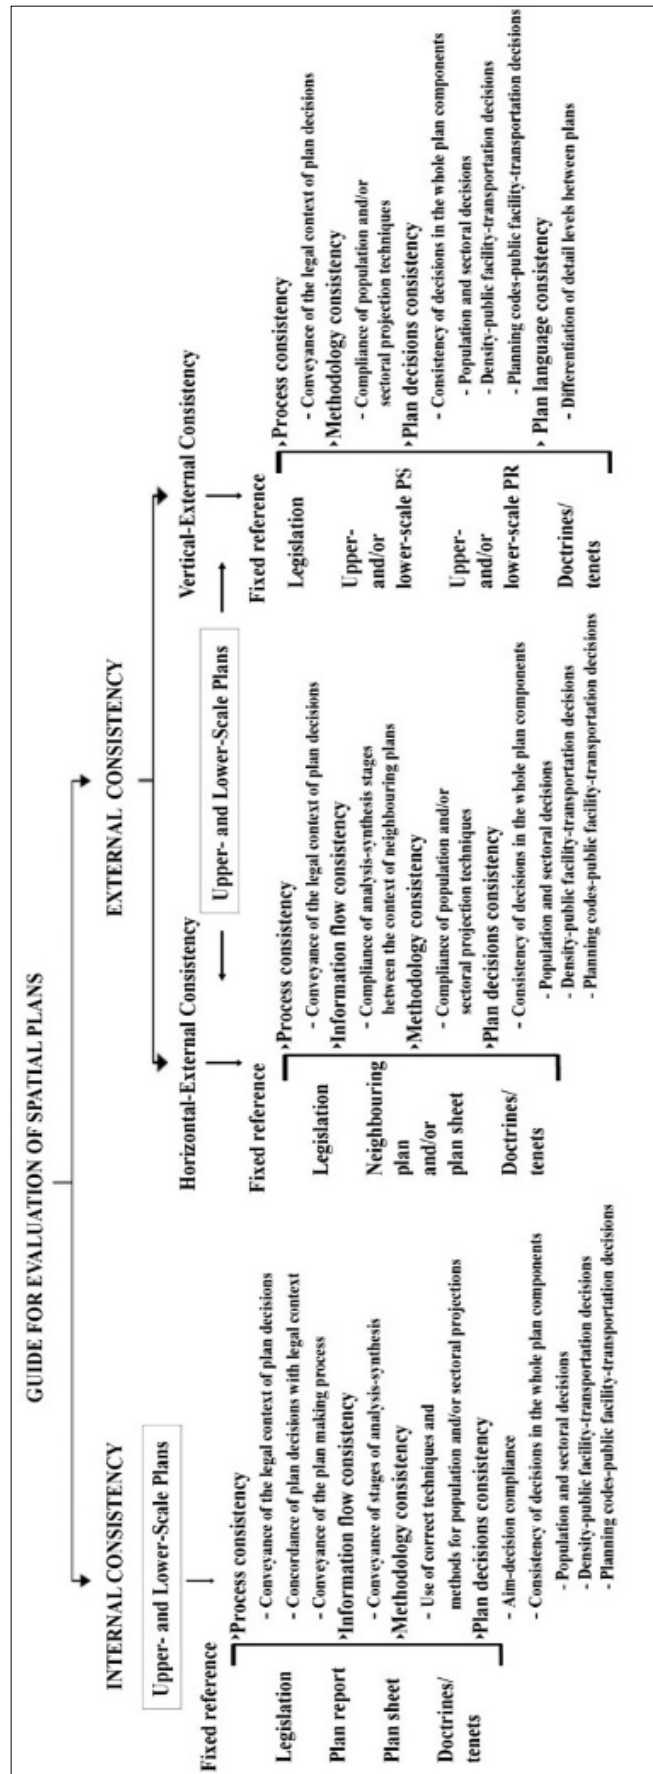 GUIDE FOR EVALUATION OF SPATIAL PLANS
INTERNAL CONSISTENCY
Upper- and Lower-Scale Plans
Fixed reference
Legislation
Plan report
Plan sheet
Doctrines/
tenets
Process consistency
- Conveyance of the legal context of plan decisions
- Concordance of plan decisions with legal context
- Conveyance of the plan making process
Information flow consistency
- Conveyance of stages of analysis-synthesis
Methodology consistency
- Use of correct techniques and
methods for population and/or sectoral projections
Plan decisions consistency
- Aim-decision compliance
- Consistency of decisions in the whole plan components
- Population and sectoral decisions
- Density-public facility-transportation decisions
- Planning codes-public facility-transportation decisions
EXTERNAL CONSISTENCY
Upper- and Lower-Scale Plans
Horizontal-External Consistency
Fixed reference
Legislation
Neighbouring
plan
and/or
plan sheet
Doctrines/
tenets
Process consistency
- Conveyance of the legal context of plan decisions
Information flow consistency
- Compliance of analysis-synthesis stages
between the context of neighbouring plans
Methodology consistency
- Compliance of population and/or
sectoral projection techniques
Plan decisions consistency
- Consistency of decisions in the whole plan components
- Population and sectoral decisions
- Density-public facility-transportation decisions
- Planning codes-public facility-transportation decisions
Vertical-External Consistency
Fixed reference
Legislation
Upper-
and/or
lower-scale PS
Upper-
and/or
lower-scale PR
Doctrines/
tenets
Process consistency
- Conveyance of the legal context of plan decisions
Methodology consistency
- Compliance of population and/or
sectoral projection techniques
Plan decisions consistency
- Consistency of decisions in the whole plan components
- Population and sectoral decisions
- Density-public facility-transportation decisions
- Planning codes-public facility-transportation decisions
Plan language consistency
- Differentiation of detail levels between plans